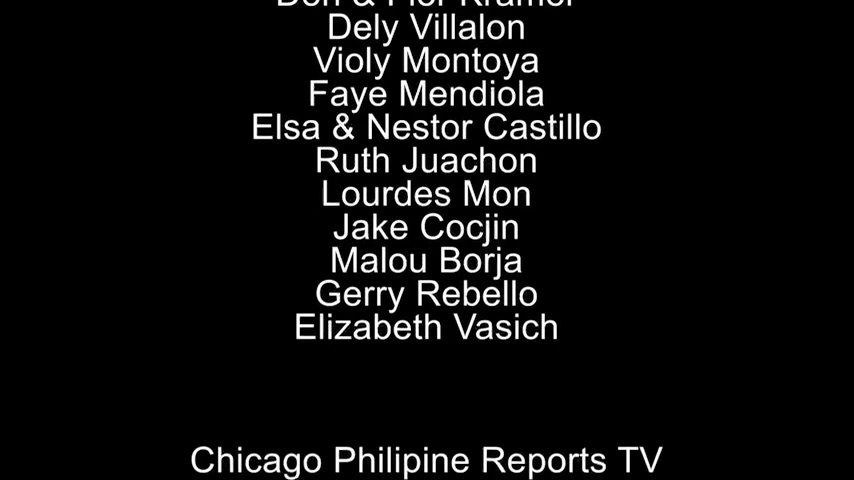 Dely Villalon
Violy Montoya
Faye Mendiola
Elsa & Nestor Castillo
Ruth Juachon
Lourdes Mon
Jake Cocjin
Malou Borja
Gerry Rebello
Elizabeth Vasich
Chicago Philipine Reports TV